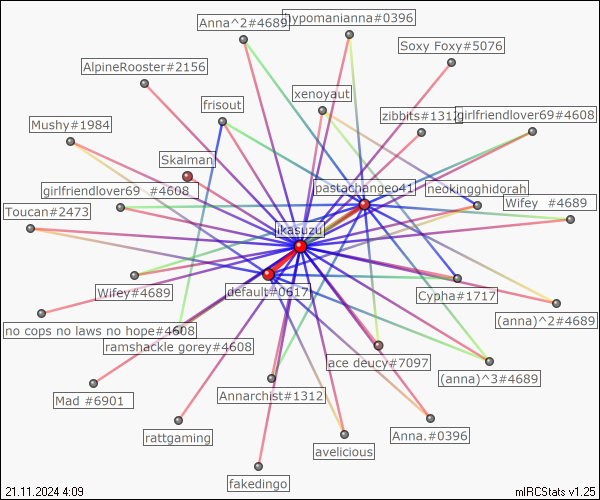 Anna^2#4689
hypomanianna#0396
Soxy Foxy#5076
AlpineRooster#2156
xenoyaut
frisout
zibbits#1312
girlfriendlover69#4608
Mushy#1984
Skalman
girlfriendlover69 #4608
pastachangeo41
neokingghidorah
Toucan#2473
Wifey #4689
ikasuzu
Wifey#4689
default#0617
Cypha#1717
(anna)^2#4689
no cops no laws no hope#4608
ramshackle gorey#4608
ace deucy#7097
(anna)^3#4689
Mad #6901
Annarchist#1312
rattgaming
Anna.#0396
avelicious
fakedingo
21.11.2024 4:09
mIRCStats v1.25